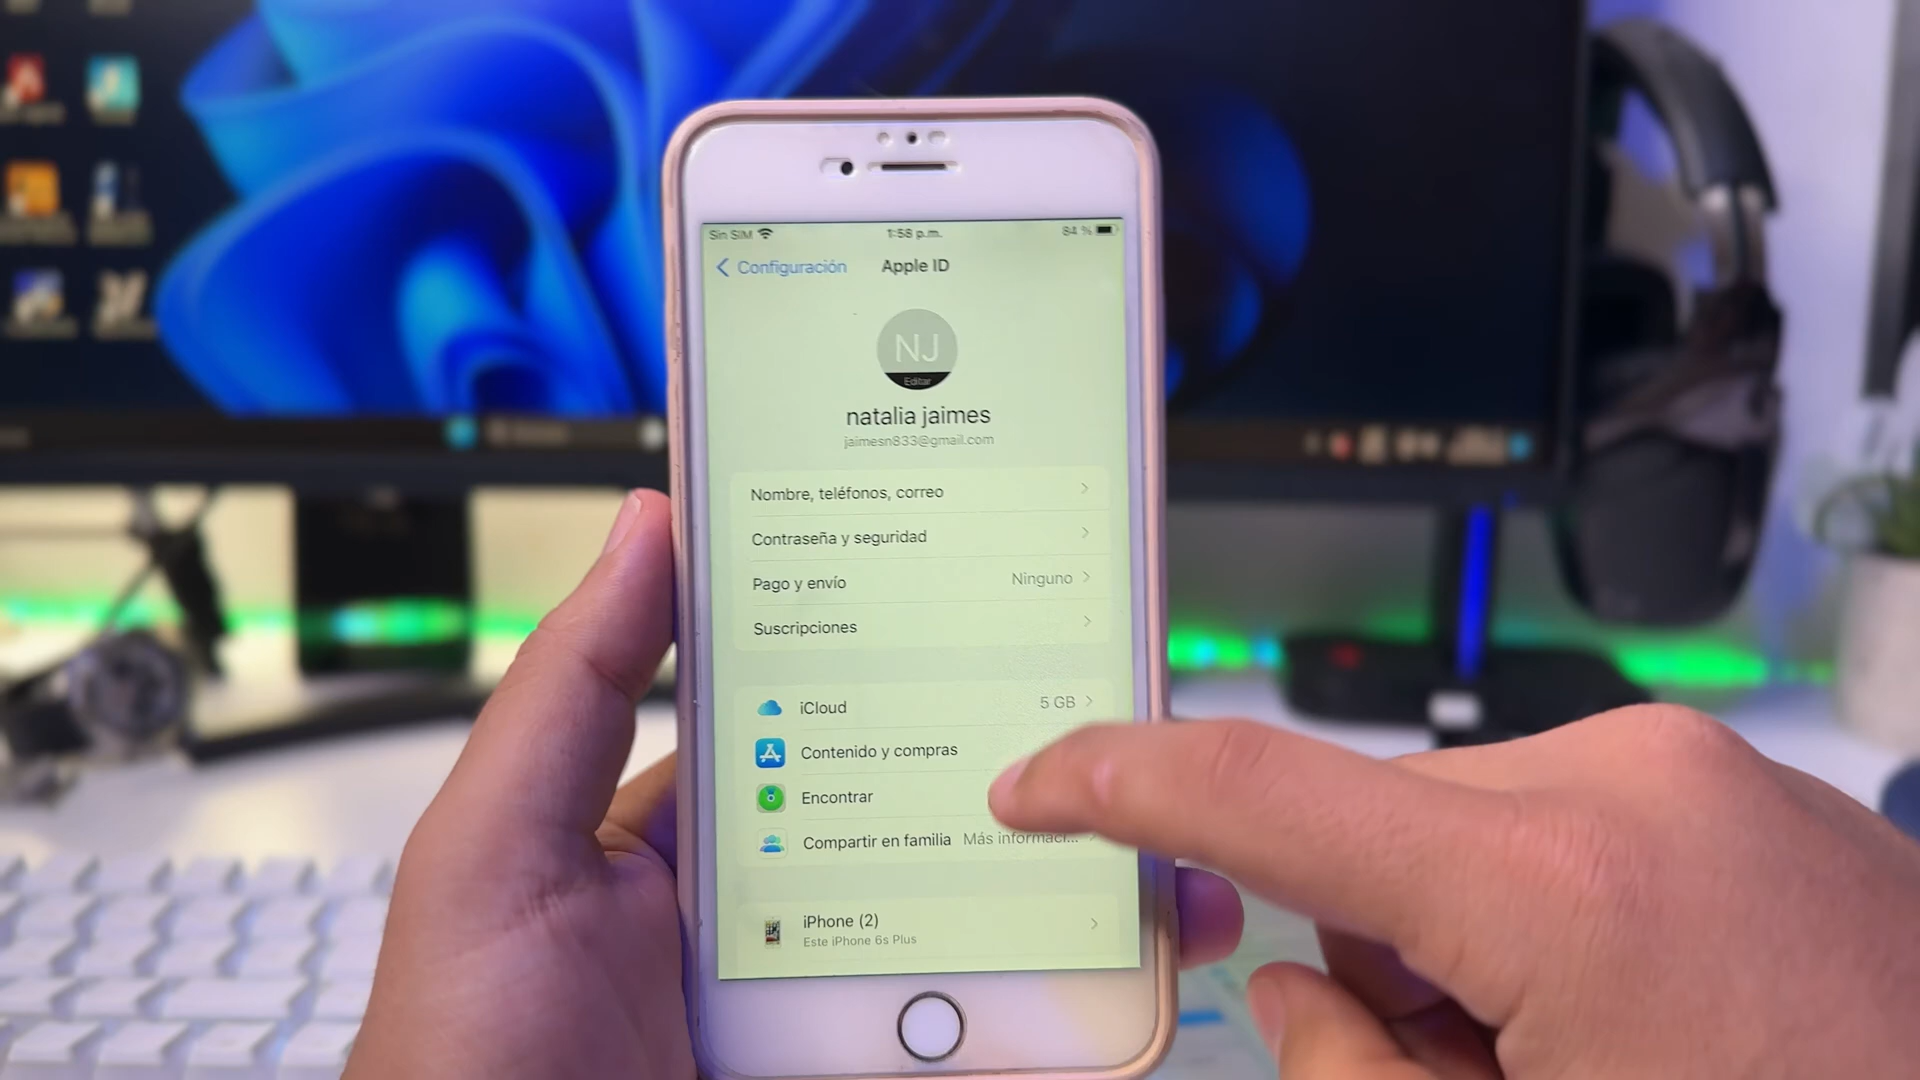 Sin SIM
1:58 p.m.
84 %
Configuración
Apple ID
NJ
Editar
natalia jaimes
jaimesn833@gmail.com
Nombre, teléfonos, correo
Contraseña y seguridad
Pago y envío Ninguno
Suscripciones
iCloud 5 GB
Contenido y compras
Encontrar
Compartir en familia Más informaci...
iPhone (2)
Este iPhone 6s Plus